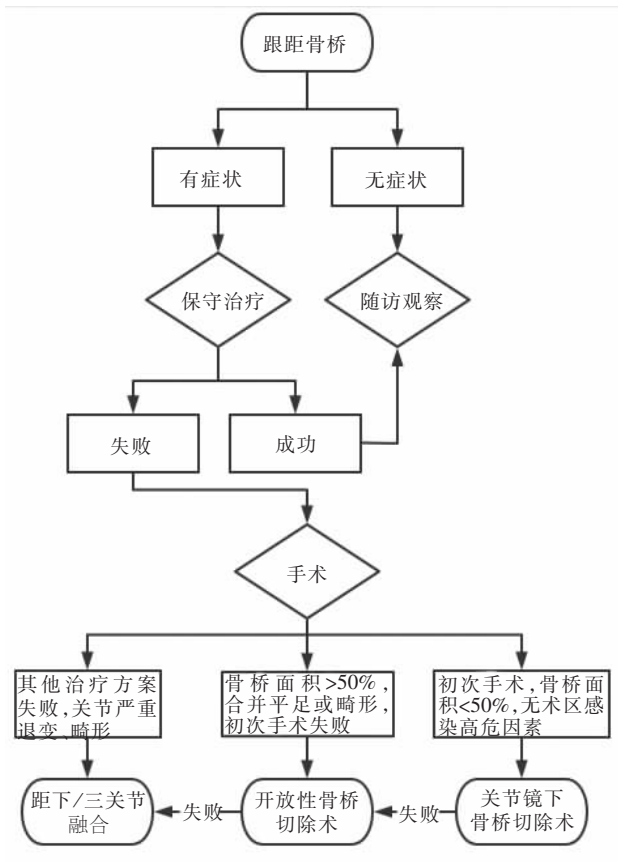 跟距骨桥
有症状
无症状
保守治疗
随访观察
失败
成功
手术
其他治疗方案
失败,关节严重
退变、畸形
骨桥面积>50%,
合并平足或畸形,
初次手术失败
初次手术,骨桥面
积<50%,无术区感
染高危因素
距下/三关节
融合
失败
开放性骨桥
切除术
失败
关节镜下
骨桥切除术